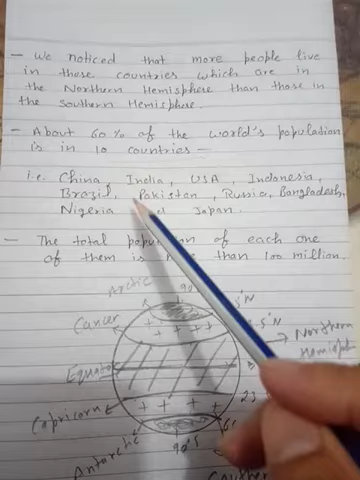 - We noticed that more people live
in these countries which are in
the Northern Hemisphere than those in
the Southern Hemisphere.
- About 60% of the world's population
is in 10 countries -
i.e. China, India, USA, Indonesia,
Brazil, Pakistan, Russia, Bangladesh,
Nigeria Japan.
- The total of each one
of them is than 100 million.
Arctic 90
Cancer
Northern
Capricorn
Antarctic 90°S